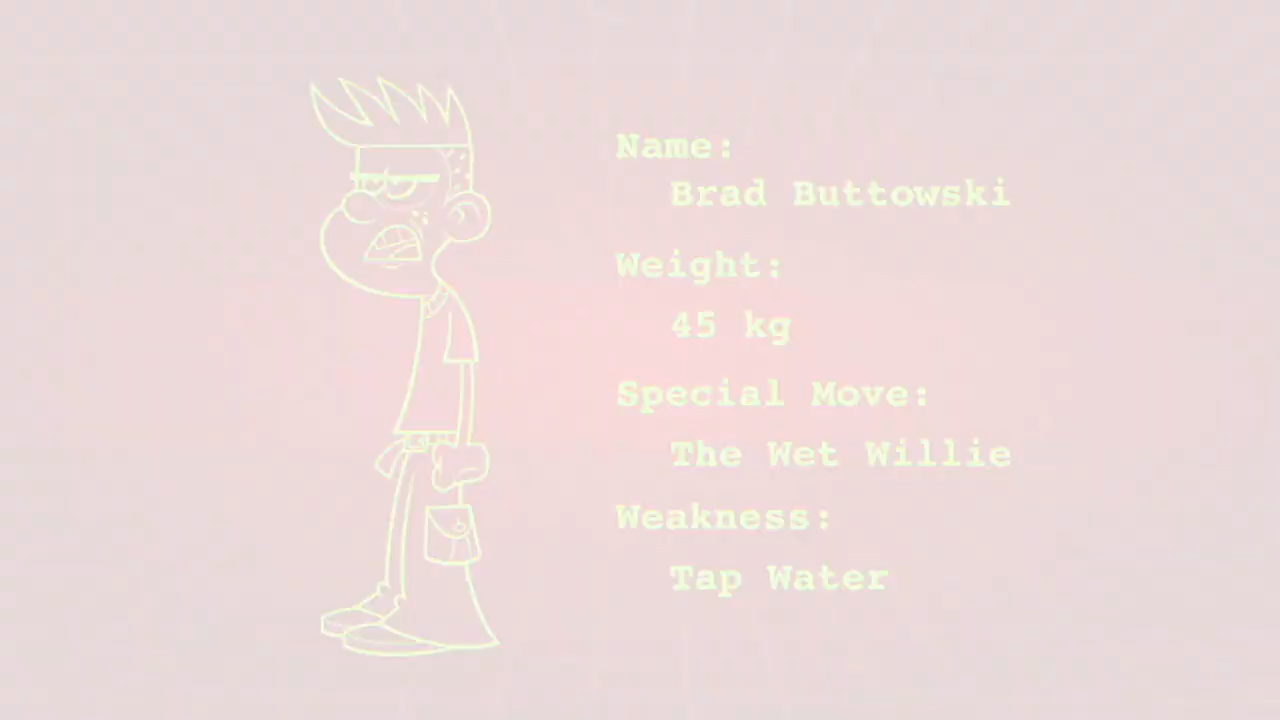 Name:
Brad Buttowski
Weight:
45 kg
Special Move:
The Wet Willie
Weakness:
Tap Water